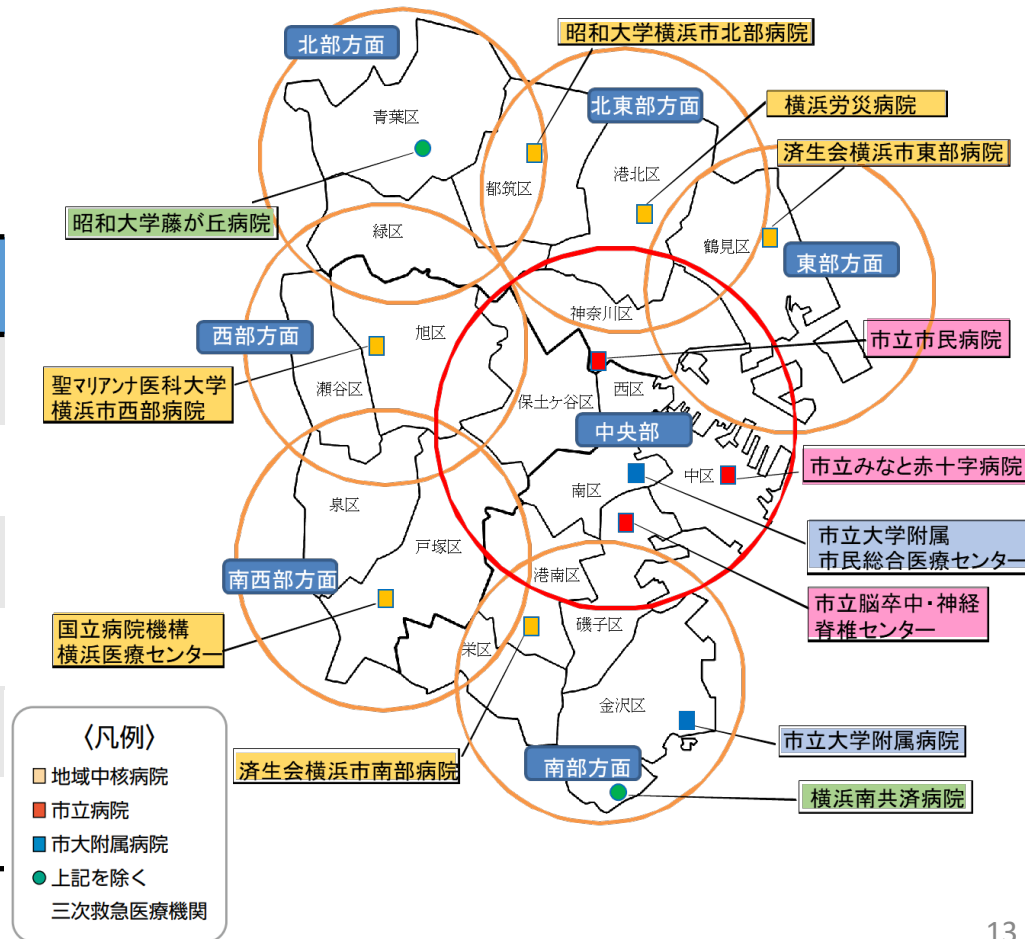 北部方面
昭和大学横浜市北部病院
北東部方面
横浜労災病院
青葉区
済生会横浜市東部病院
都筑区
港北区
昭和大学藤が丘病院
緑区
鶴見区
東部方面
神奈川区
西部方面
旭区
市立市民病院
聖マリアンナ医科大学
横浜市西部病院
瀬谷区
保土ケ谷区
西区
中央部
市立みなと赤十字病院
中区
南区
泉区
戸塚区
市立大学附属
市民総合医療センター
南西部方面
港南区
市立脳卒中・神経
脊椎センター
国立病院機構
横浜医療センター
磯子区
栄区
金沢区
市立大学附属病院
済生会横浜市南部病院
南部方面
横浜南共済病院
〈凡例〉
地域中核病院
市立病院
市大附属病院
上記を除く
三次救急医療機関
13